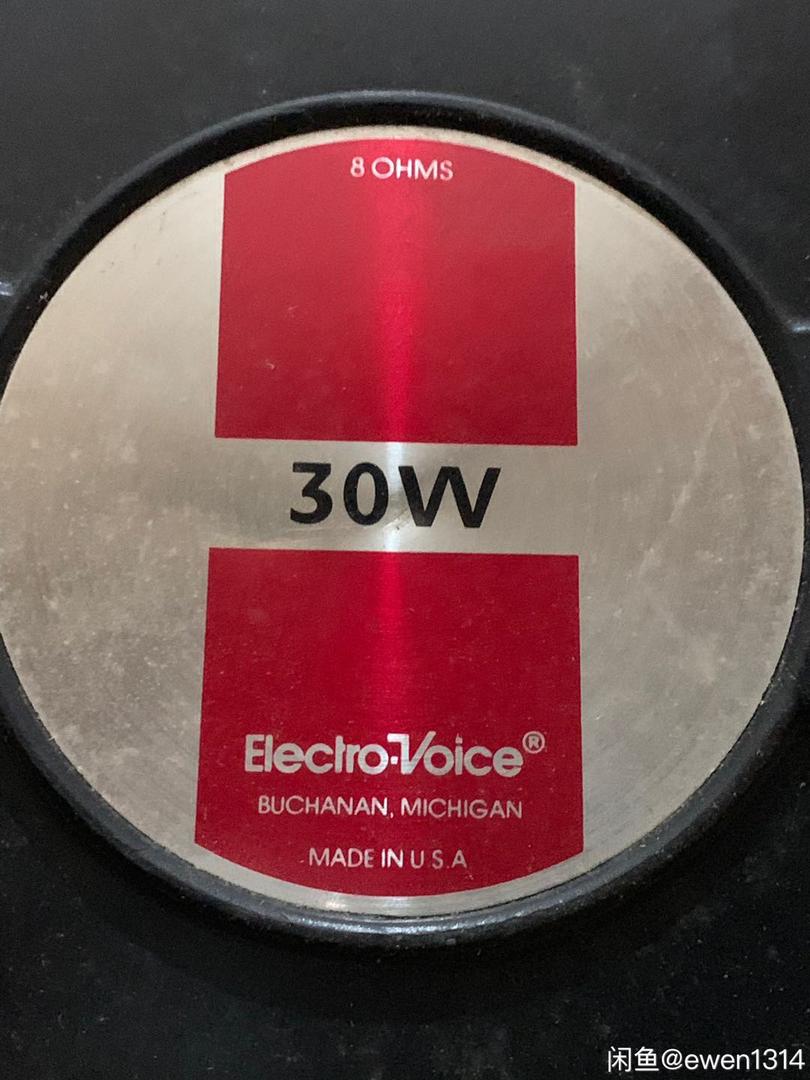 8 OHMS
30W
Electro-Voice®
BUCHANAN, MICHIGAN
MADE IN U.S.A
闲鱼@ewen1314